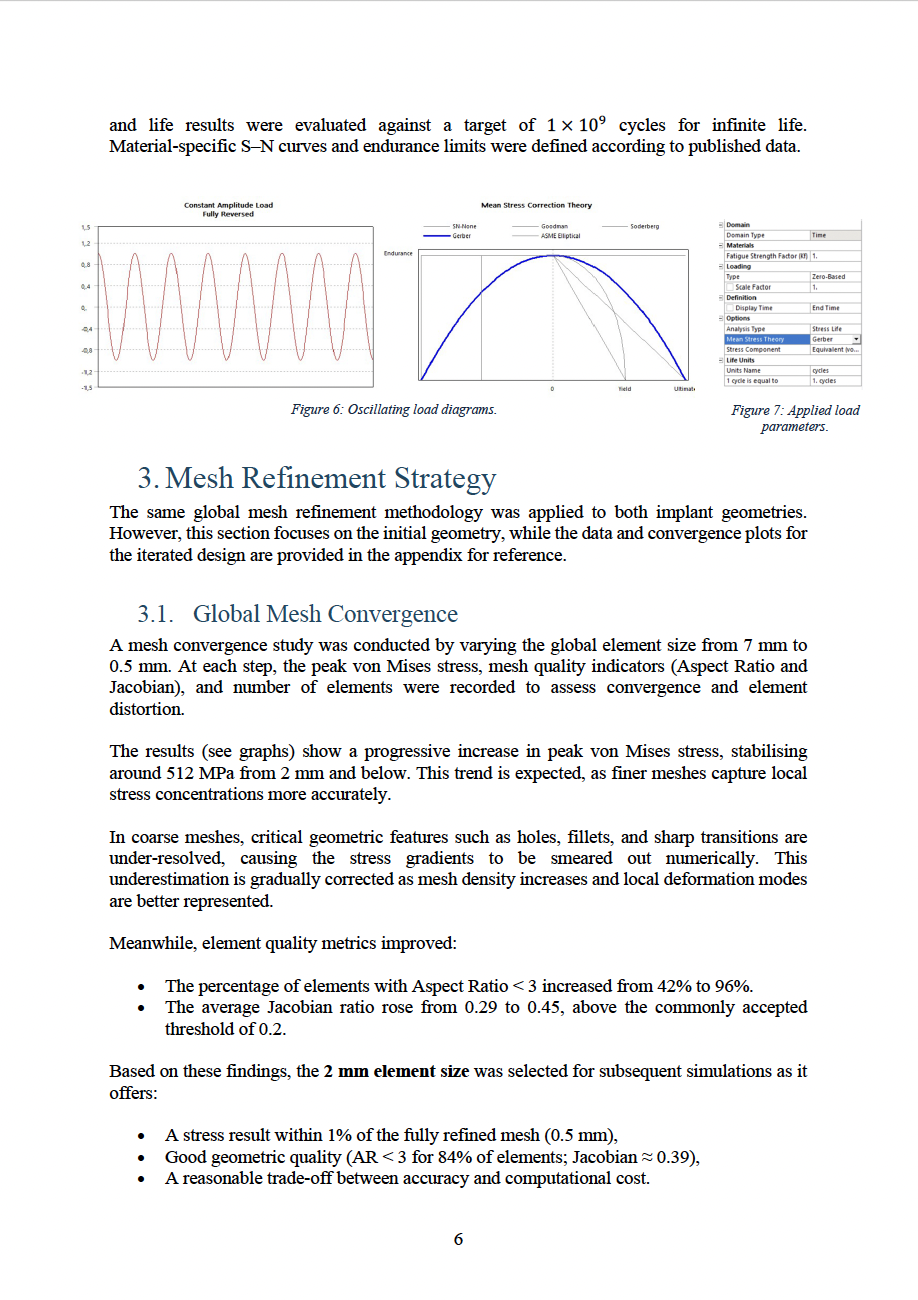 and life results were evaluated against a target of 1 × 10⁹ cycles for infinite life.
Material-specific S–N curves and endurance limits were defined according to published data.
Constant Amplitude Load
Fully Reversed
1,5
1,2
0,8
0,4
0,
-0,4
-0,8
-1,2
-1,5
Mean Stress Correction Theory
SN-None
Goodman
Soderberg
Gerber
ASME Elliptical
Endurance
0
Yield
Ultimate
Domain
Domain Type Time
Materials
Fatigue Strength Factor (Kf) 1.
Loading
Type Zero-Based
Scale Factor 1.
Definition
Display Time End Time
Options
Analysis Type Stress Life
Mean Stress Theory Gerber
Stress Component Equivalent (vo...
Life Units
Units Name cycles
1 cycle is equal to 1. cycles
Figure 6: Oscillating load diagrams.
Figure 7: Applied load
parameters.
3. Mesh Refinement Strategy
The same global mesh refinement methodology was applied to both implant geometries.
However, this section focuses on the initial geometry, while the data and convergence plots for
the iterated design are provided in the appendix for reference.
3.1. Global Mesh Convergence
A mesh convergence study was conducted by varying the global element size from 7 mm to
0.5 mm. At each step, the peak von Mises stress, mesh quality indicators (Aspect Ratio and
Jacobian), and number of elements were recorded to assess convergence and element
distortion.
The results (see graphs) show a progressive increase in peak von Mises stress, stabilising
around 512 MPa from 2 mm and below. This trend is expected, as finer meshes capture local
stress concentrations more accurately.
In coarse meshes, critical geometric features such as holes, fillets, and sharp transitions are
under-resolved, causing the stress gradients to be smeared out numerically. This
underestimation is gradually corrected as mesh density increases and local deformation modes
are better represented.
Meanwhile, element quality metrics improved:
• The percentage of elements with Aspect Ratio < 3 increased from 42% to 96%.
• The average Jacobian ratio rose from 0.29 to 0.45, above the commonly accepted
threshold of 0.2.
Based on these findings, the 2 mm element size was selected for subsequent simulations as it
offers:
• A stress result within 1% of the fully refined mesh (0.5 mm),
• Good geometric quality (AR < 3 for 84% of elements; Jacobian ≈ 0.39),
• A reasonable trade-off between accuracy and computational cost.
6